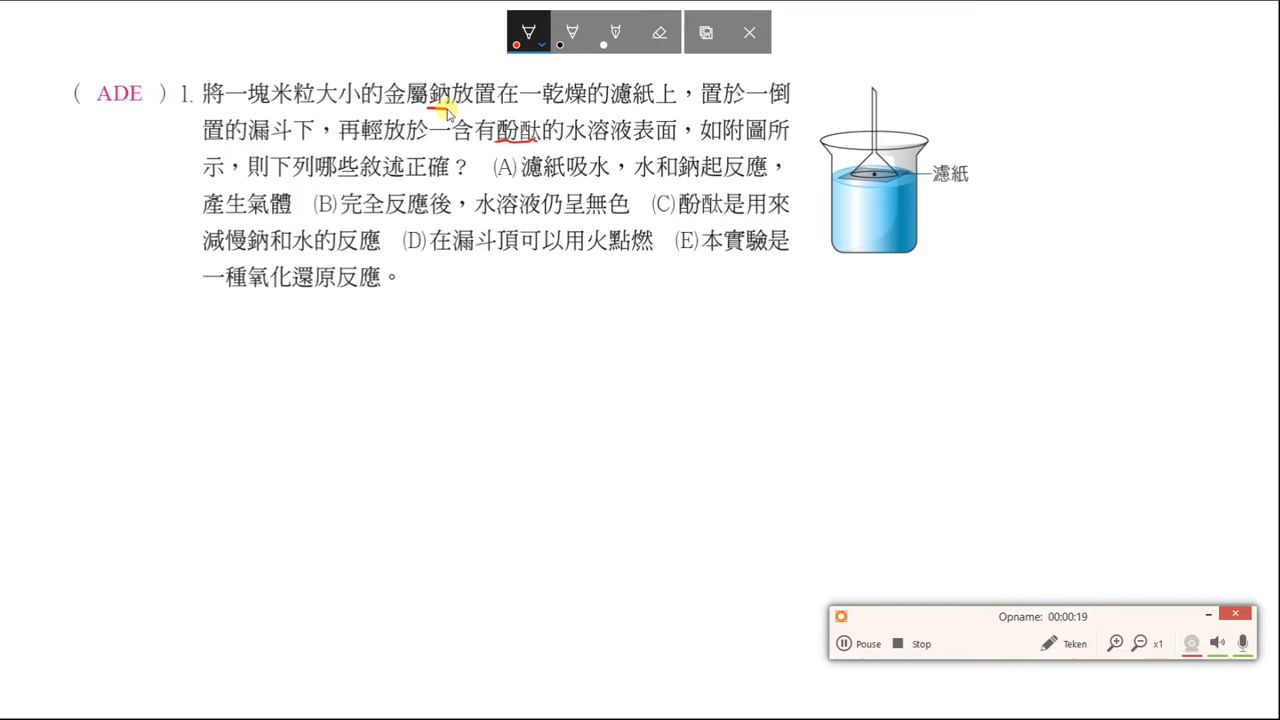 ( ADE ) 1. 將一塊米粒大小的金屬鈉放置在一乾燥的濾紙上，置於一倒
置的漏斗下，再輕放於一含有酚酞的水溶液表面，如附圖所
示，則下列哪些敘述正確？ (A)濾紙吸水，水和鈉起反應，
產生氣體 (B)完全反應後，水溶液仍呈無色 (C)酚酞是用來
減慢鈉和水的反應 (D)在漏斗頂可以用火點燃 (E)本實驗是
一種氧化還原反應。
濾紙
Opname: 00:00:19
Pause Stop Teken x1